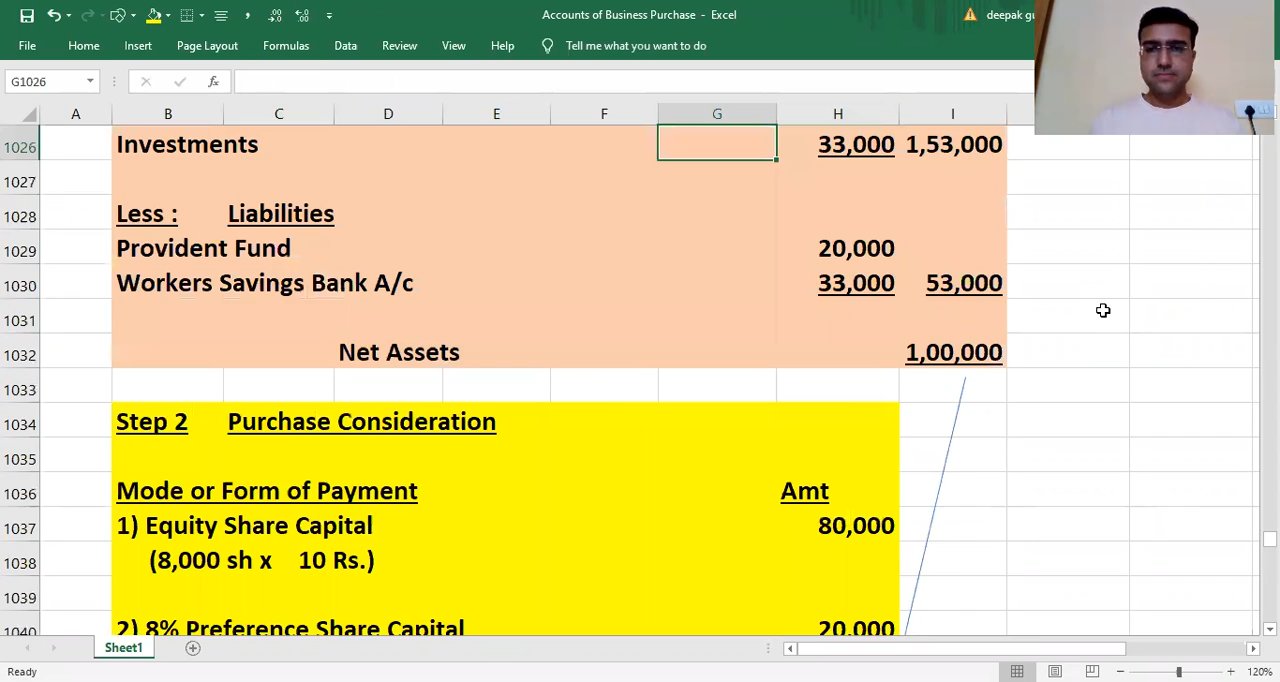 Accounts of Business Purchase - Excel
deepak gu
File Home Insert Page Layout Formulas Data Review View Help Tell me what you want to do
G1026
fx
A B C D E F G H I
1026 Investments 33,000 1,53,000
1027
1028 Less : Liabilities
1029 Provident Fund 20,000
1030 Workers Savings Bank A/c 33,000 53,000
1031
1032 Net Assets 1,00,000
1033
1034 Step 2 Purchase Consideration
1035
1036 Mode or Form of Payment Amt
1037 1) Equity Share Capital 80,000
1038 (8,000 sh x 10 Rs.)
1039
1040 2) 8% Preference Share Capital 20,000
Sheet1
Ready
120%